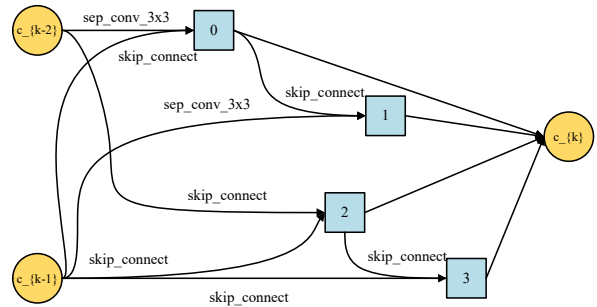 c_{k-2}
sep_conv_3x3
0
skip_connect
skip_connect
sep_conv_3x3
1
c_{k}
skip_connect
2
skip_connect
skip_connect
c_{k-1}
3
skip_connect